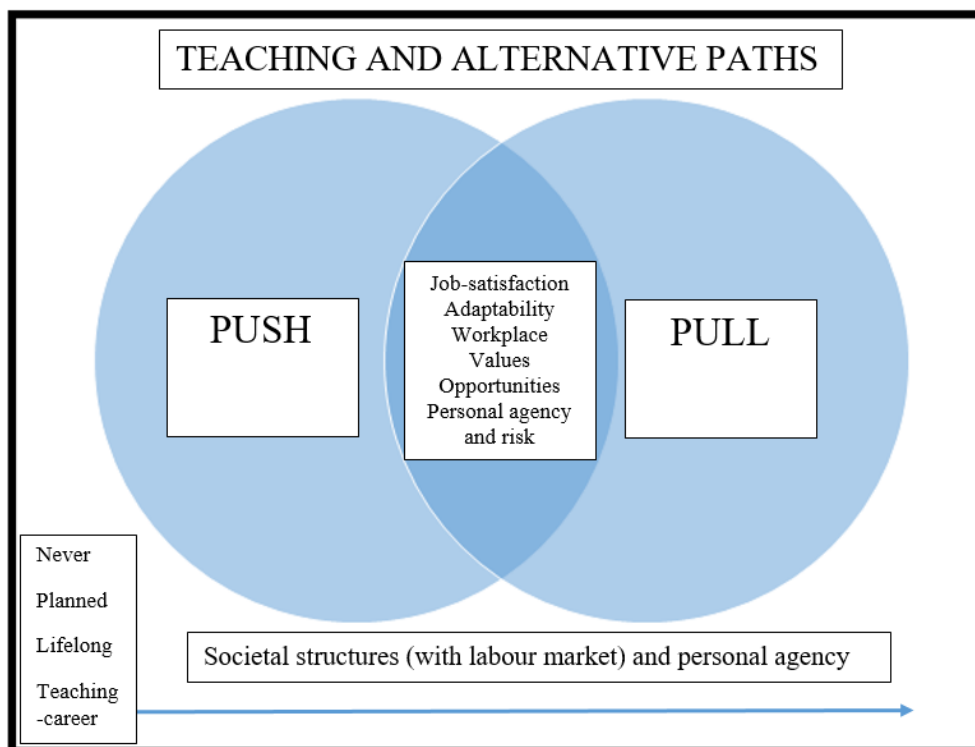 TEACHING AND ALTERNATIVE PATHS
PUSH
Job-satisfaction
Adaptability
Workplace
Values
Opportunities
Personal agency
and risk
PULL
Never
Planned
Lifelong
Teaching
-career
Societal structures (with labour market) and personal agency